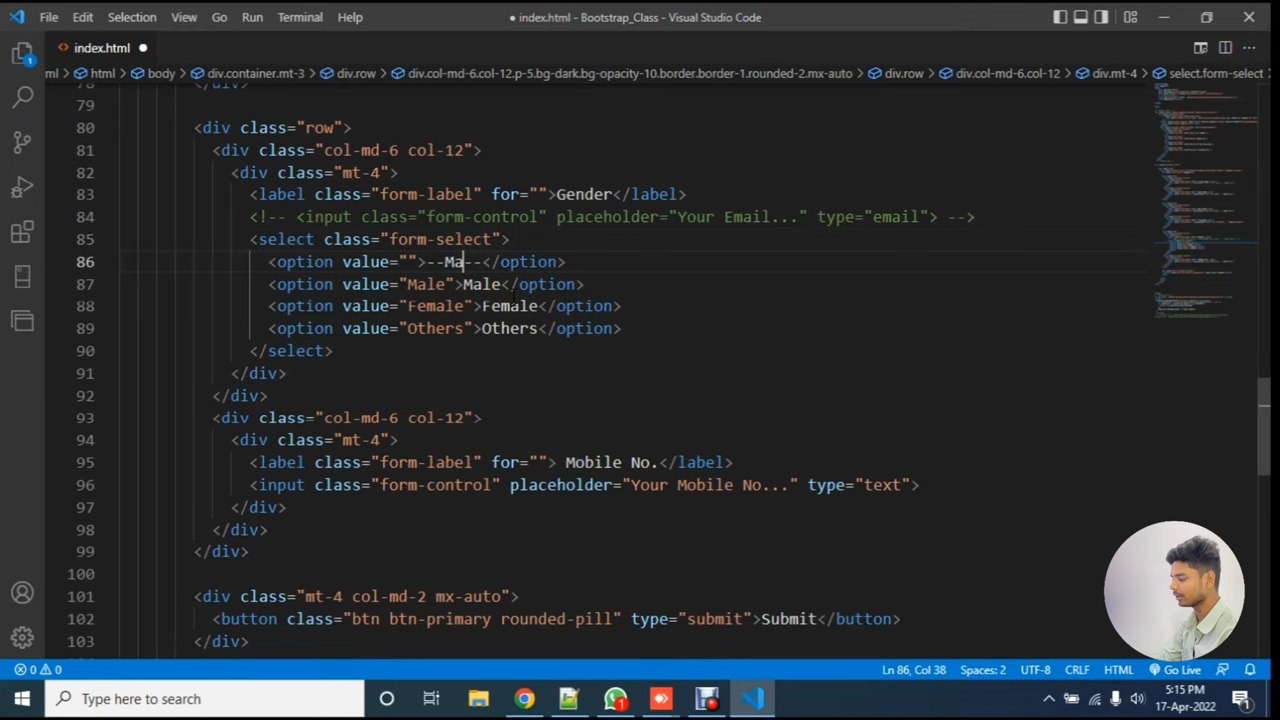 File Edit Selection View Go Run Terminal Help
● index.html - Bootstrap_Class - Visual Studio Code
index.html
ml > html > body > div.container.mt-3 > div.row > div.col-md-6.col-12.p-5.bg-dark.bg-opacity-10.border.border-1.rounded-2.mx-auto > div.row > div.col-md-6.col-12 > div.mt-4 > select.form-select
78 </div>
79
80 <div class="row">
81 <div class="col-md-6 col-12">
82 <div class="mt-4">
83 <label class="form-label" for="">Gender</label>
84 <!-- <input class="form-control" placeholder="Your Email..." type="email"> -->
85 <select class="form-select">
86 <option value="">--Ma--</option>
87 <option value="Male">Male</option>
88 <option value="Female">Female</option>
89 <option value="Others">Others</option>
90 </select>
91 </div>
92 </div>
93 <div class="col-md-6 col-12">
94 <div class="mt-4">
95 <label class="form-label" for=""> Mobile No.</label>
96 <input class="form-control" placeholder="Your Mobile No..." type="text">
97 </div>
98 </div>
99 </div>
100
101 <div class="mt-4 col-md-2 mx-auto">
102 <button class="btn btn-primary rounded-pill" type="submit">Submit</button>
103 </div>
1
0 0 Ln 86, Col 38 Spaces: 2 UTF-8 CRLF HTML Go Live
Type here to search
1
5:15 PM
17-Apr-2022
1